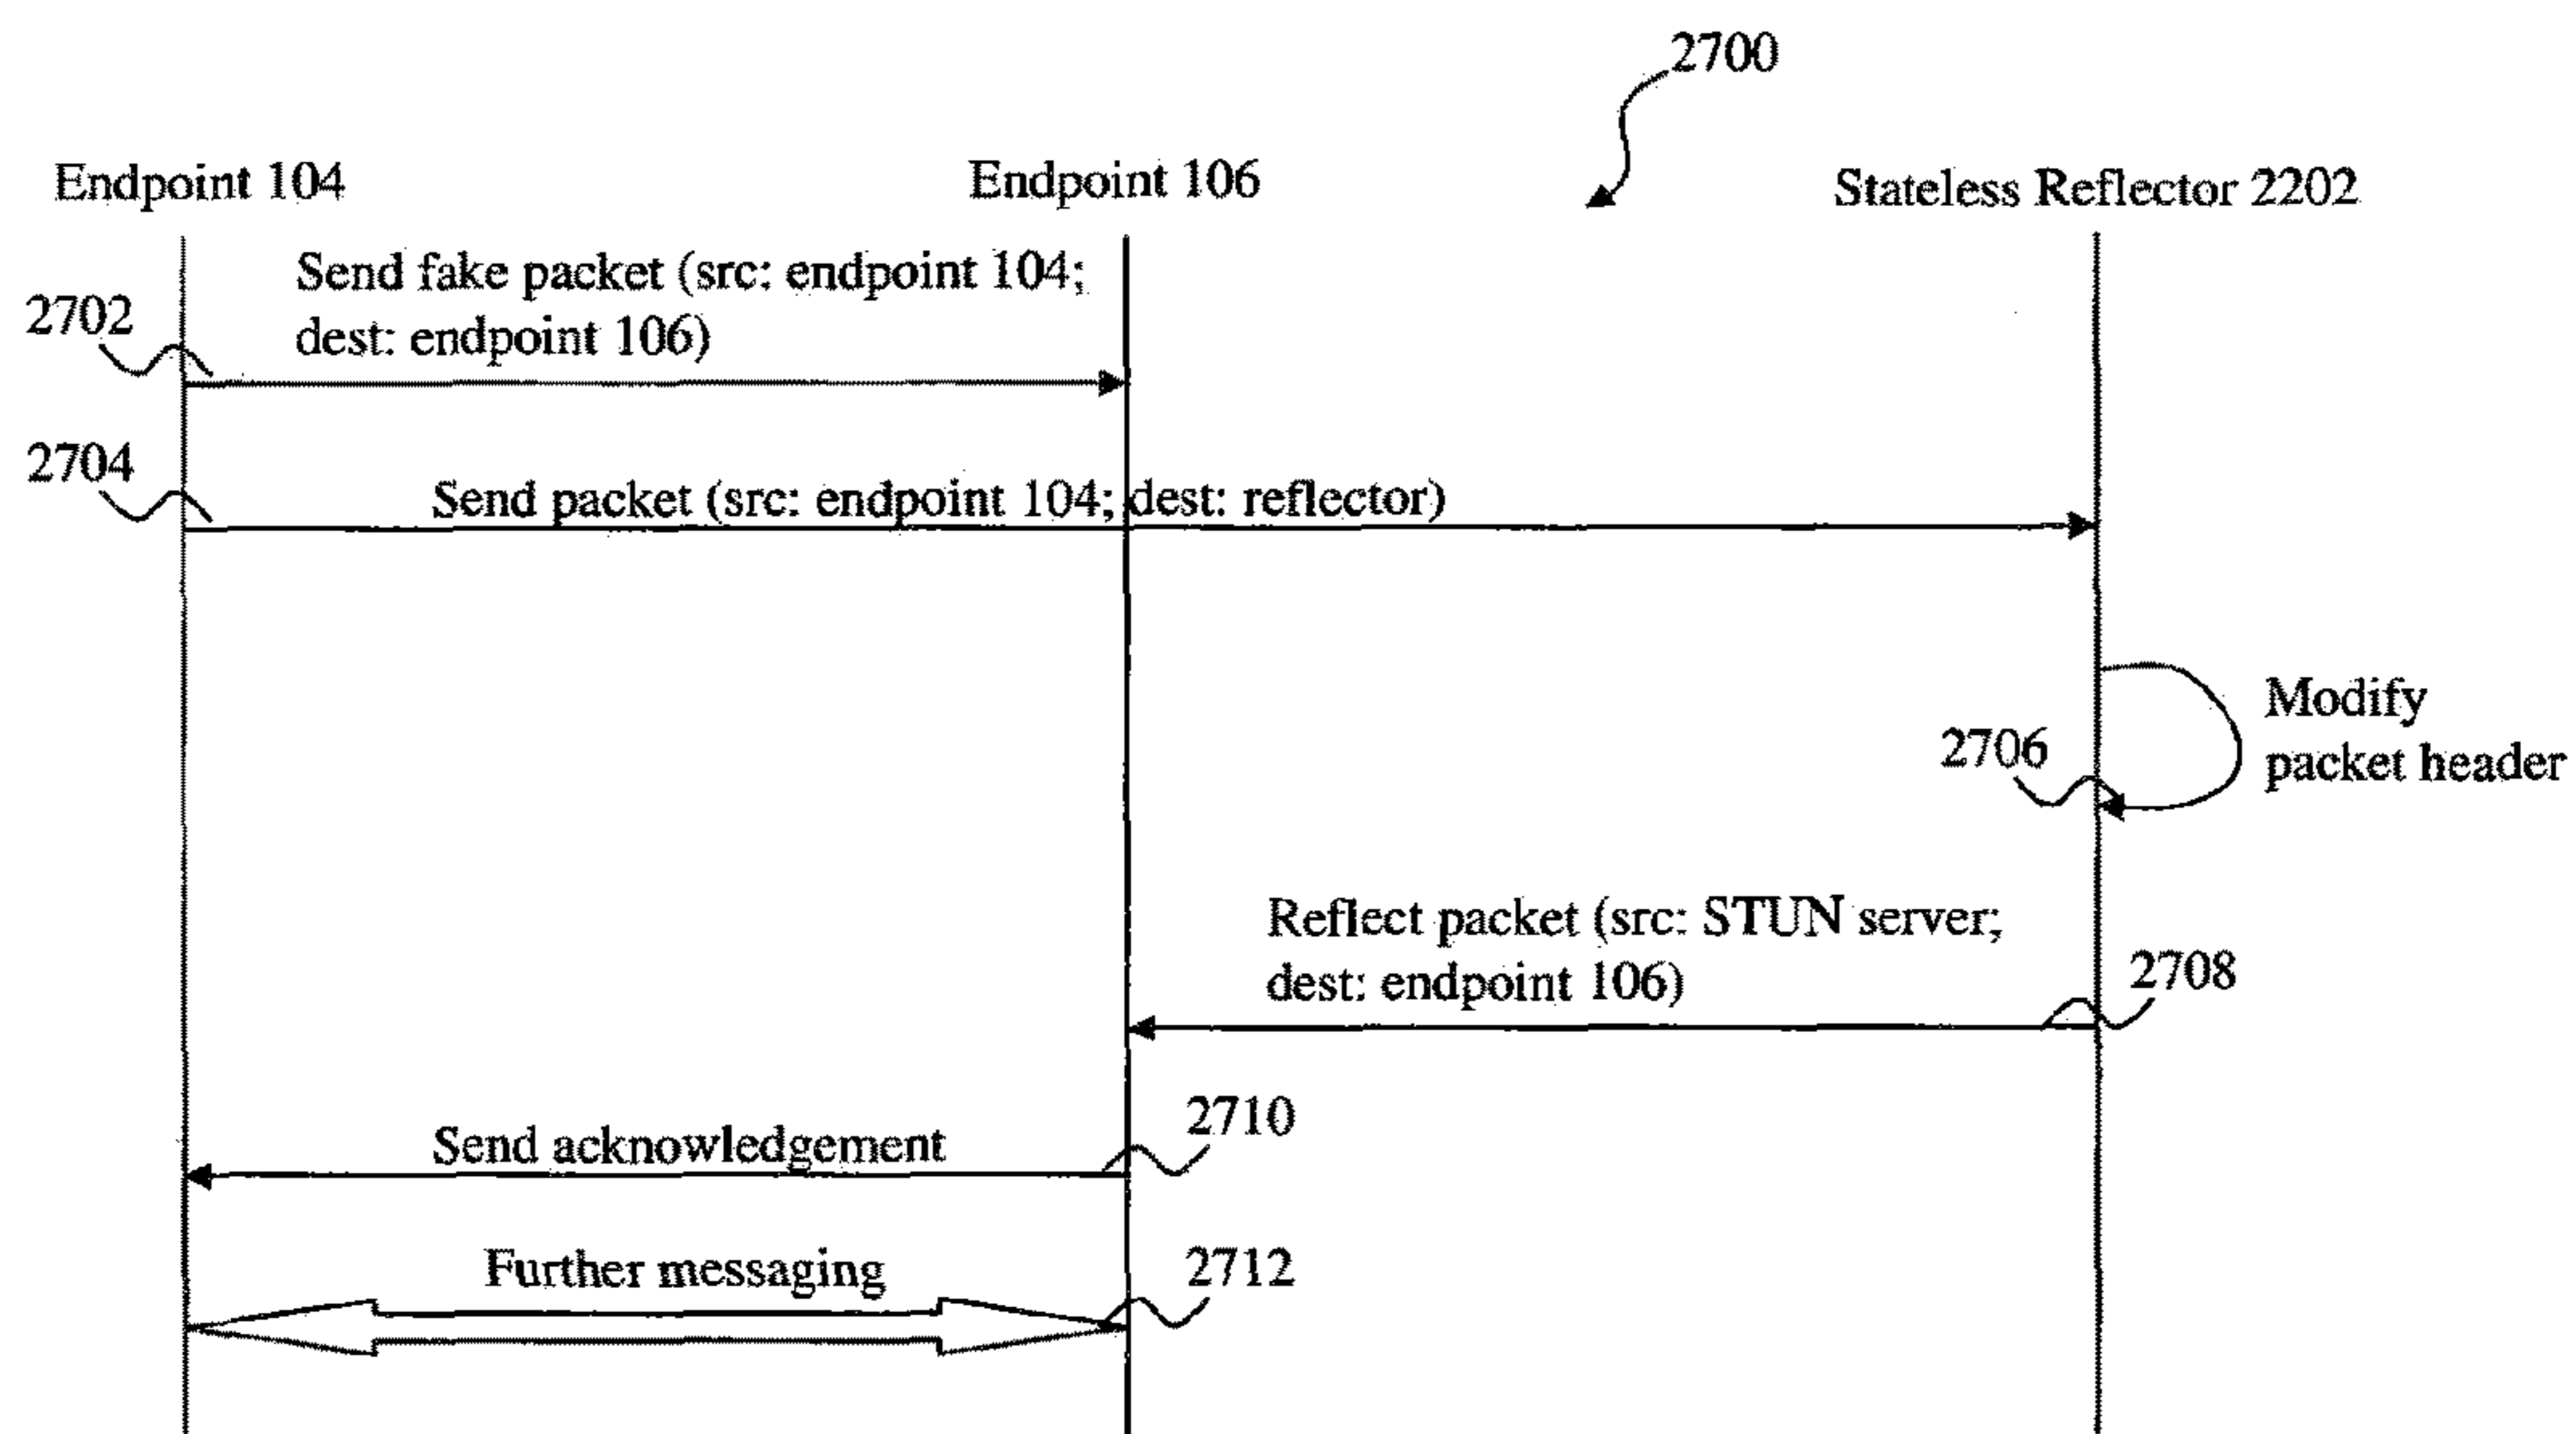 2700
Endpoint 104
Endpoint 106
Stateless Reflector 2202
Send fake packet (src: endpoint 104;
dest: endpoint 106)
2702
2704
Send packet (src: endpoint 104; dest: reflector)
Modify
packet header
2706
Reflect packet (src: STUN server;
dest: endpoint 106)
2708
2710
Send acknowledgement
Further messaging
2712